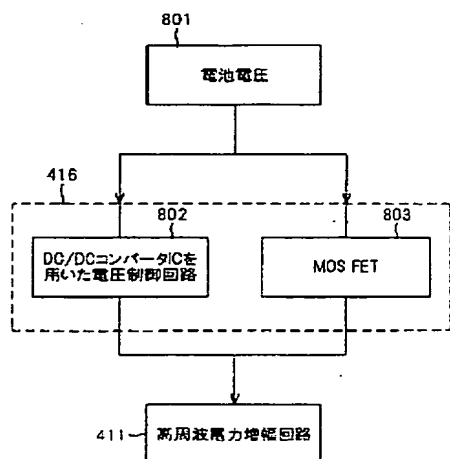 801
電池電圧
416
802
803
DC/DCコンバータICを
用いた電圧制御回路
MOS FET
411
高周波電力増幅回路